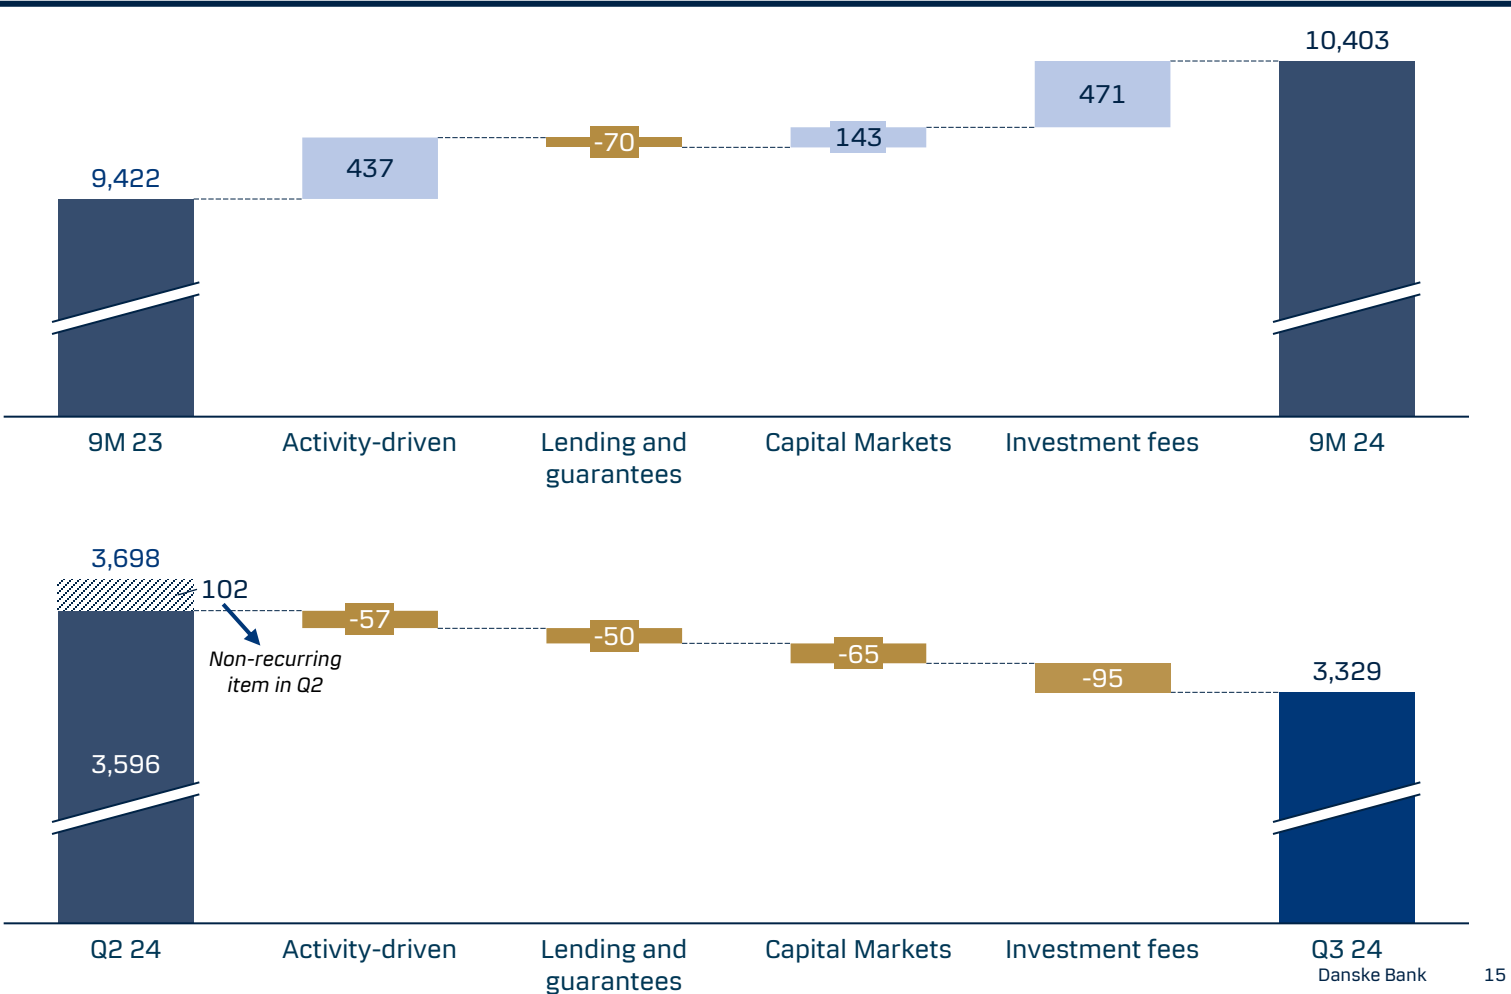 10,403
471
143
-70
437
9,422
9M 23
Activity-driven
Lending and
guarantees
Capital Markets
Investment fees
9M 24
3,698
102
Non-recurring
item in Q2
3,596
-57
-50
-65
-95
3,329
Q2 24
Activity-driven
Lending and
guarantees
Capital Markets
Investment fees
Q3 24
Danske Bank
15